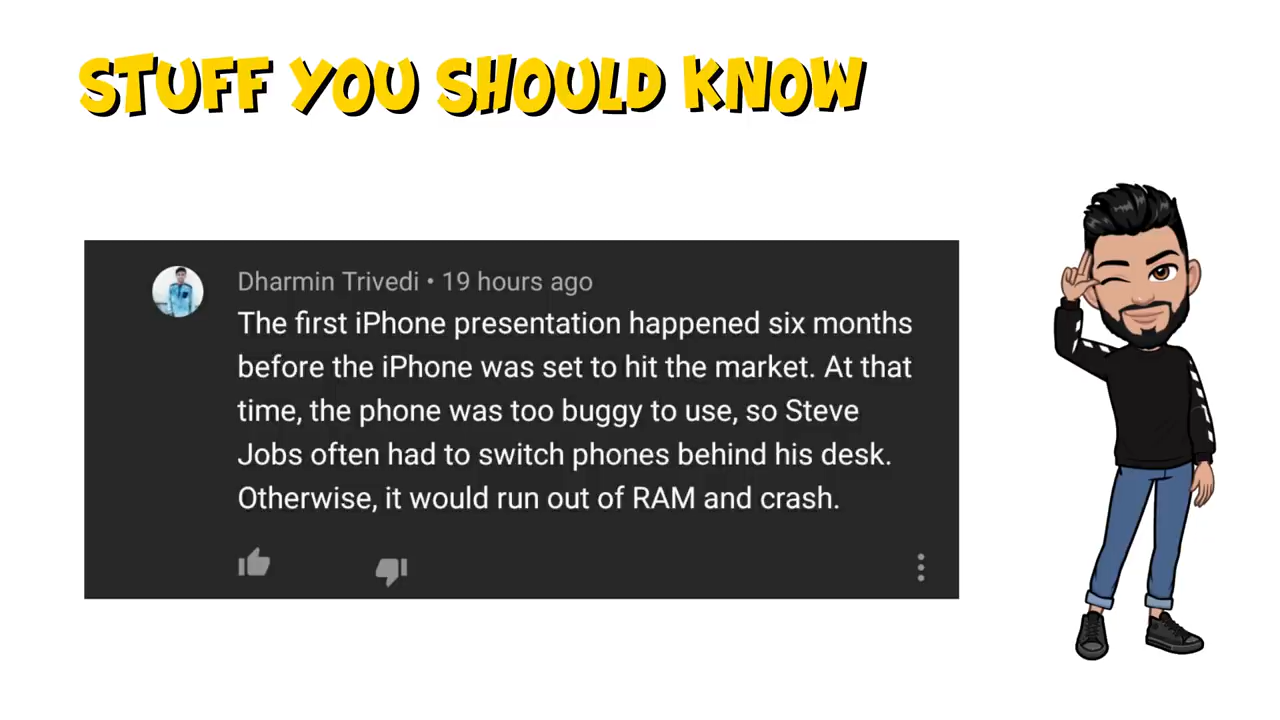 STUFF YOU SHOULD KNOW
Dharmin Trivedi • 19 hours ago
The first iPhone presentation happened six months
before the iPhone was set to hit the market. At that
time, the phone was too buggy to use, so Steve
Jobs often had to switch phones behind his desk.
Otherwise, it would run out of RAM and crash.